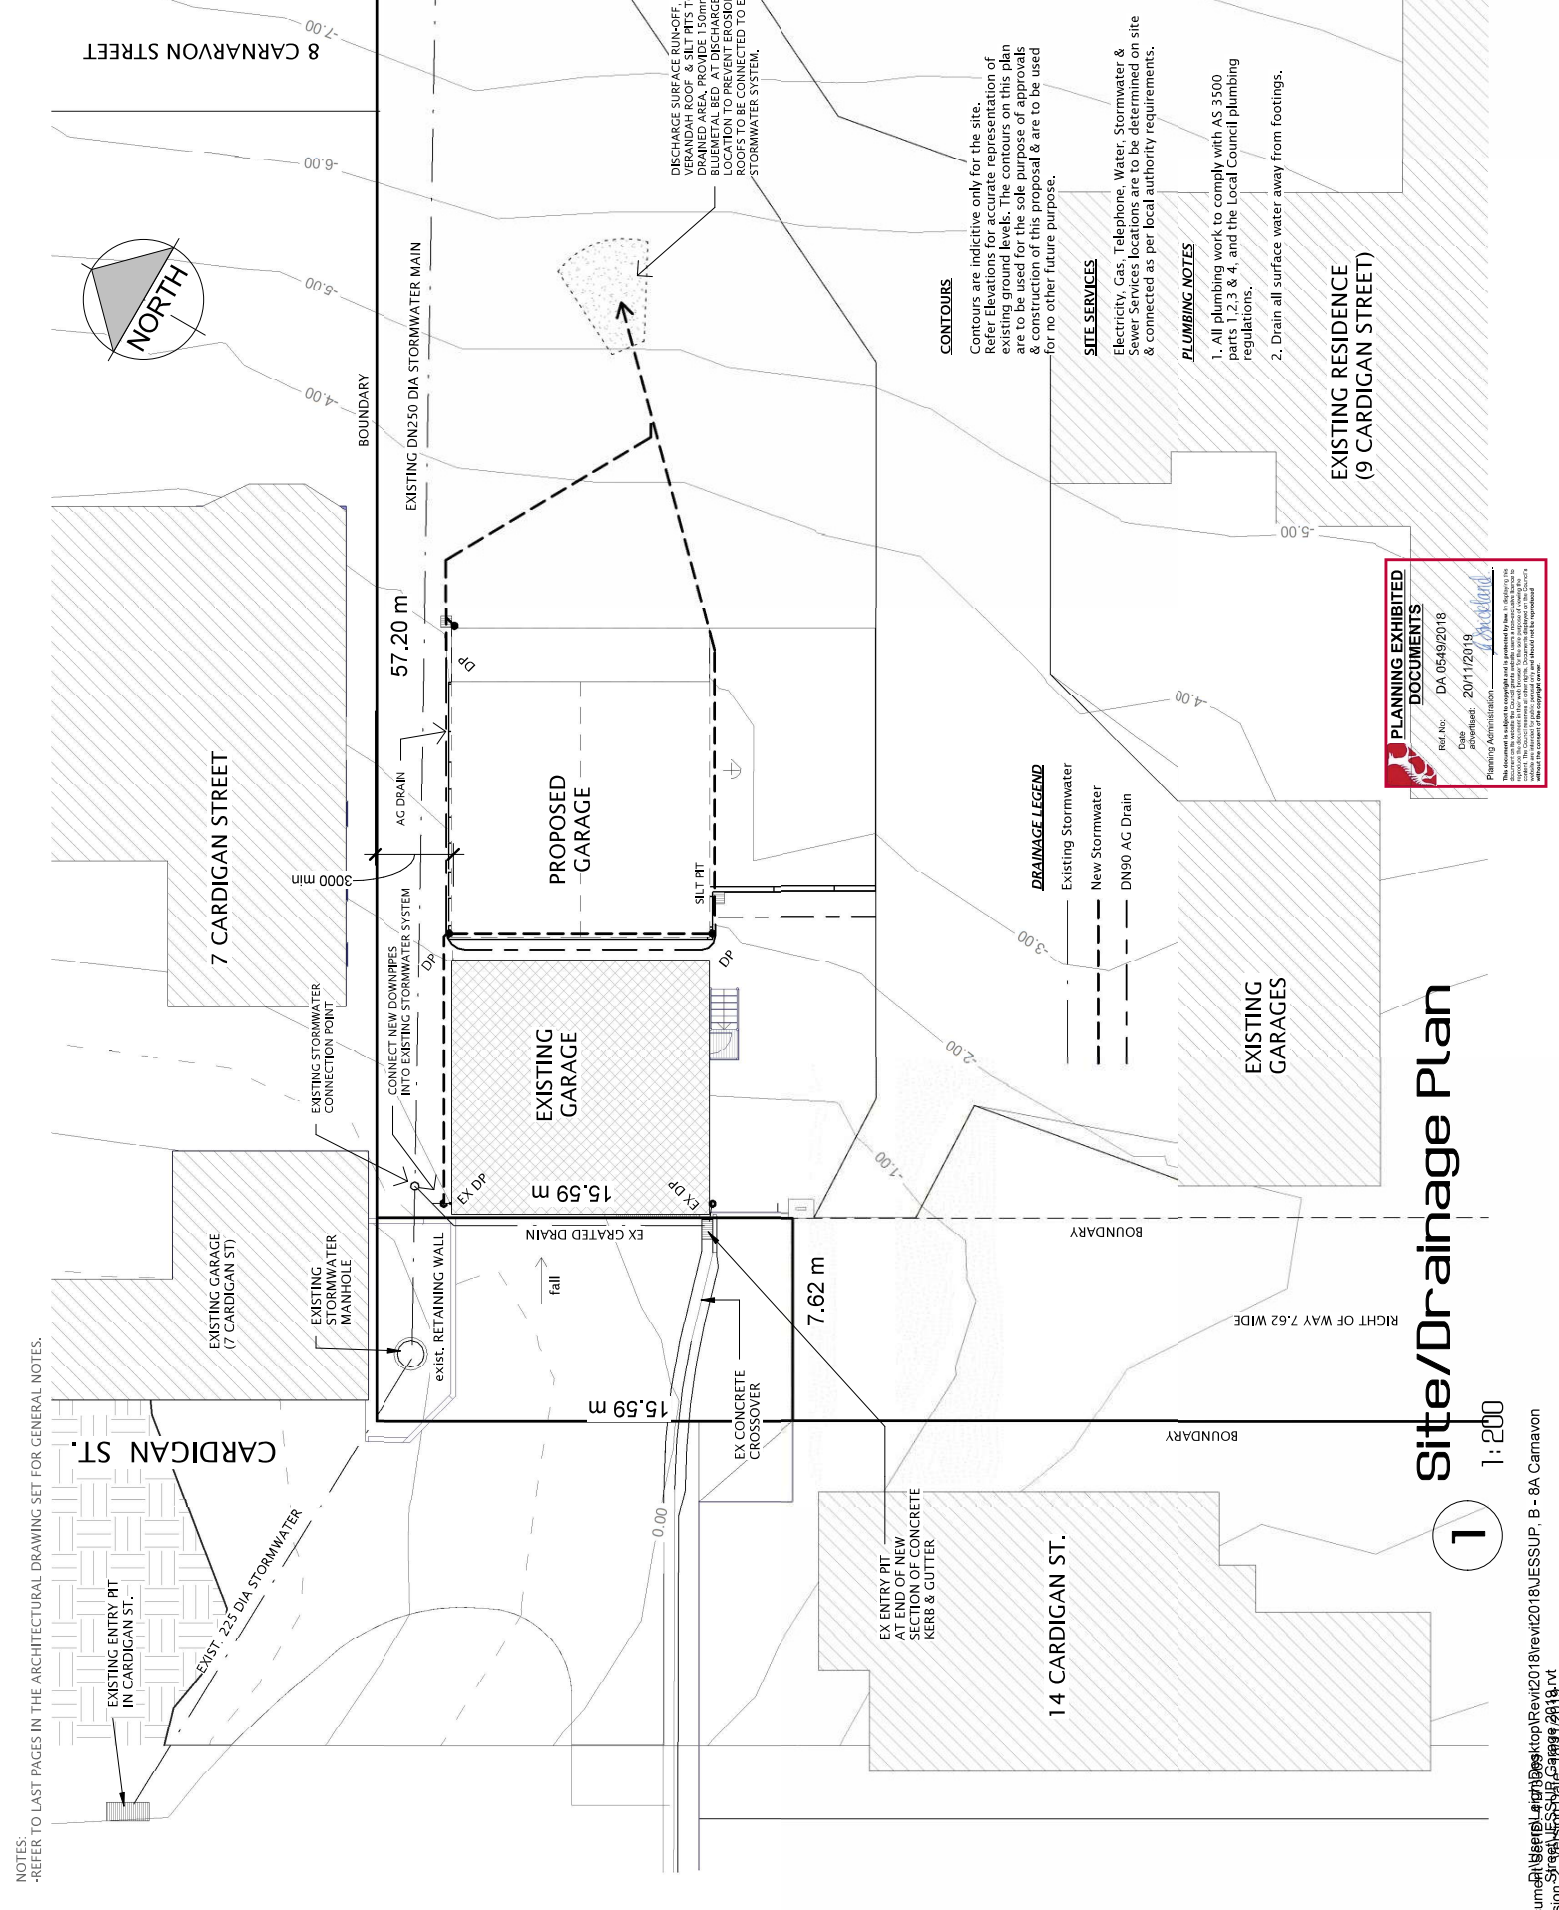 NOTES:
-REFER TO LAST PAGES IN THE ARCHITECTURAL DRAWING SET FOR GENERAL NOTES.
8 CARNARVON STREET
-7.00
-6.00
-5.00
-4.00
NORTH
BOUNDARY
EXISTING DN250 DIA STORMWATER MAIN
57.20 m
DISCHARGE SURFACE RUN-OFF,
VERANDAH ROOF & SILT PITS T
DRAINED AREA. PROVIDE 150mm
BLUEMETAL BED AT DISCHARGE
LOCATION TO PREVENT EROSIO
ROOFS TO BE CONNECTED TO E
STORMWATER SYSTEM.
7 CARDIGAN STREET
3000 min
AG DRAIN
DP
PROPOSED
GARAGE
SILT PIT
DP
DP
EXISTING STORMWATER
CONNECTION POINT
CONNECT NEW DOWNPIPES
INTO EXISTING STORMWATER SYSTEM
EXISTING
GARAGE
15.59 m
EX DP
EX DP
EX GRATED DRAIN
fall
EXISTING GARAGE
(7 CARDIGAN ST)
EXISTING
STORMWATER
MANHOLE
exist. RETAINING WALL
15.59 m
7.62 m
EX CONCRETE
CROSSOVER
CARDIGAN ST.
EXIST. 225 DIA STORMWATER
EXISTING ENTRY PIT
IN CARDIGAN ST.
0.00
EX ENTRY PIT
AT END OF NEW
SECTION OF CONCRETE
KERB & GUTTER
14 CARDIGAN ST.
BOUNDARY
BOUNDARY
RIGHT OF WAY 7.62 WIDE
-1.00
-2.00
-3.00
-4.00
-5.00
EXISTING
GARAGES
CONTOURS
Contours are indicitive only for the site.
Refer Elevations for accurate representation of
existing ground levels. The contours on this plan
are to be used for the sole purpose of approvals
& construction of this proposal & are to be used
for no other future purpose.
SITE SERVICES
Electricity, Gas, Telephone, Water, Stormwater &
Sewer Services locations are to be determined on site
& connected as per local authority requirements.
PLUMBING NOTES
1. All plumbing work to comply with AS 3500
parts 1,2,3 & 4, and the Local Council plumbing
regulations.
2. Drain all surface water away from footings.
EXISTING RESIDENCE
(9 CARDIGAN STREET)
DRAINAGE LEGEND
Existing Stormwater
New Stormwater
DN90 AG Drain
PLANNING EXHIBITED
DOCUMENTS
Ref. No: DA 0549/2018
Date
advertised: 20/11/2019
Planning Administration
1
Site/Drainage Plan
1:200